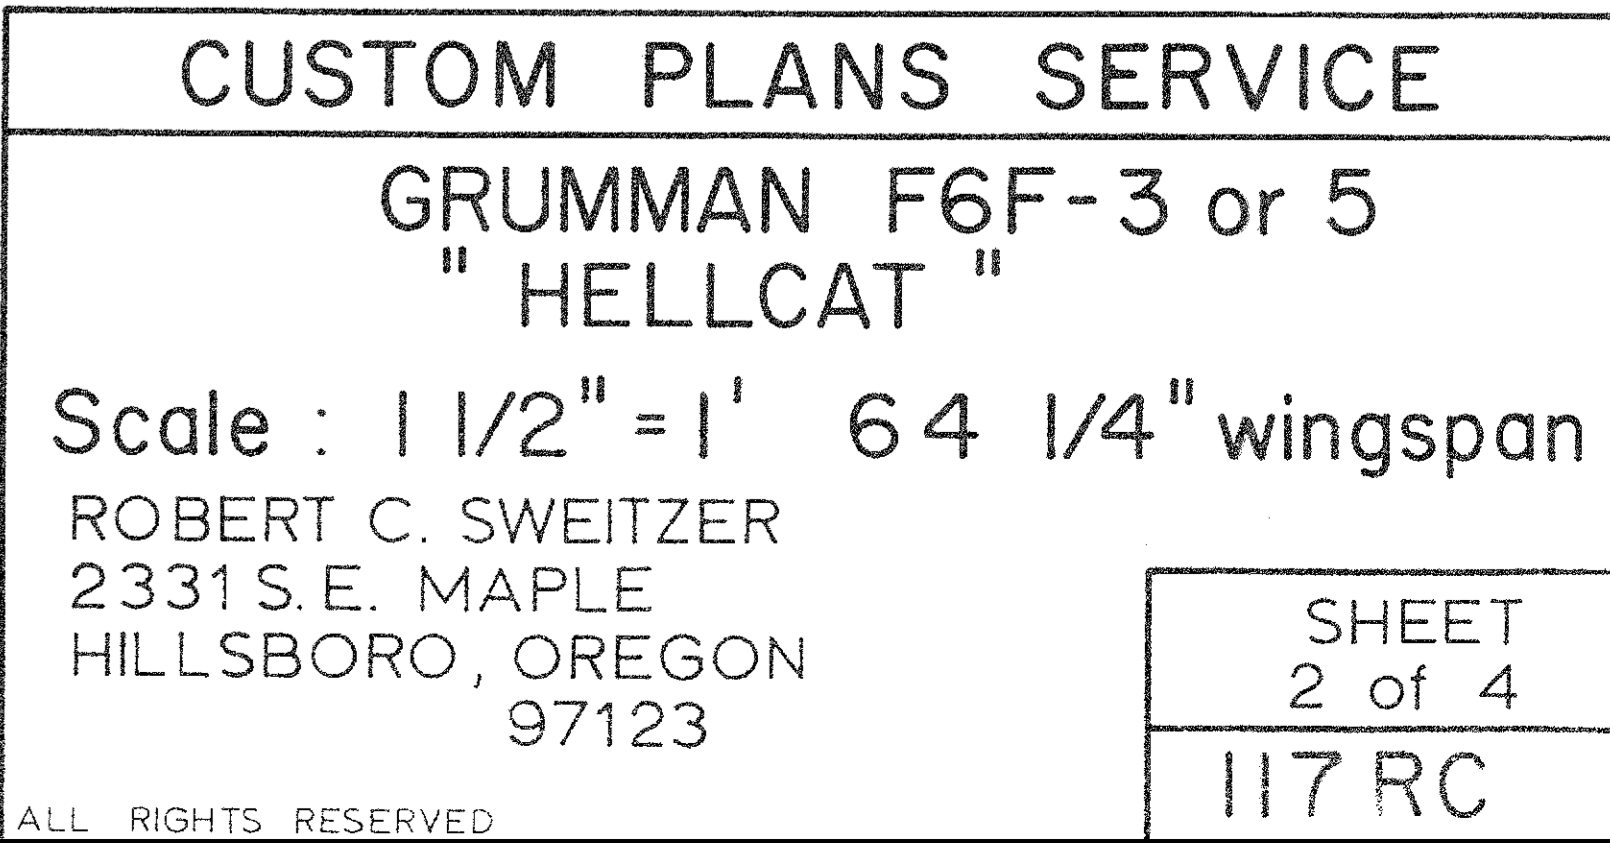 CUSTOM PLANS SERVICE
GRUMMAN F6F-3 or 5
" HELLCAT "
Scale : 1 1/2" = 1' 64 1/4" wingspan
ROBERT C. SWEITZER
2331 S.E. MAPLE
HILLSBORO, OREGON
97123
ALL RIGHTS RESERVED
SHEET
2 of 4
117 RC